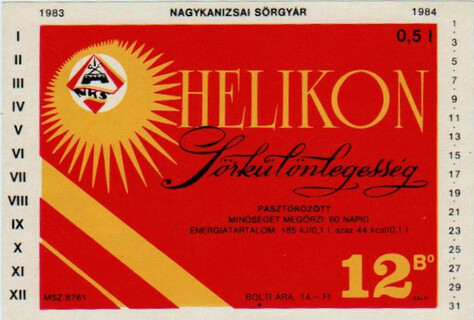 1983 NAGYKANIZSAI SÖRGYÁR 1984
0,5 l
I
II
III
IV
V
VI
VII
VIII
IX
X
XI
XII
NKS
HELIKON
Sörkülönlegesség
PASZTŐRÖZÖTT
MINŐSÉGÉT MEGŐRZI: 60 NAPIG
ENERGIATARTALOM: 185 kJ/0,1 l, azaz 44 kcal/0,1 l
12 B°
MSZ 8761 BOLTI ÁRA: 14.– Ft
1
3
5
7
9
11
13
15
17
19
21
23
25
27
29
31